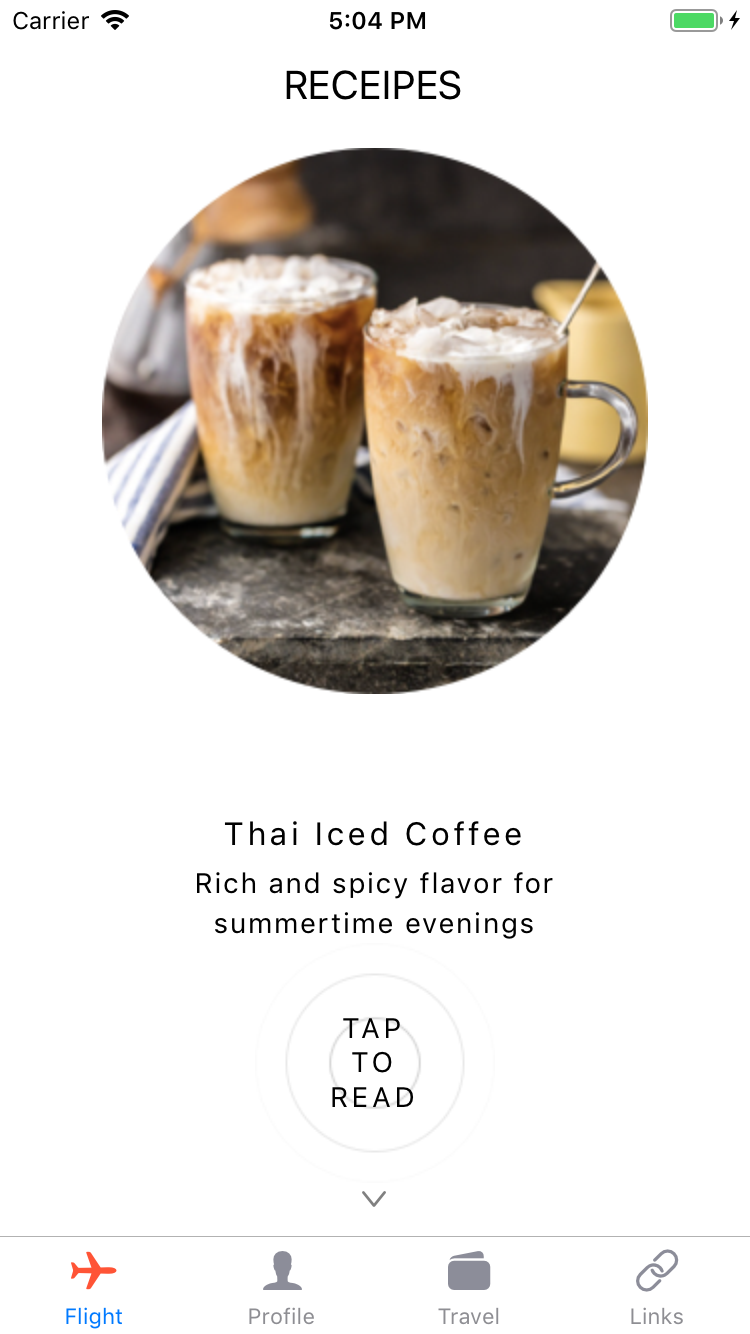 Carrier 5:04 PM
RECEIPES
Thai Iced Coffee
Rich and spicy flavor for
summertime evenings
TAP
TO
READ
Flight Profile Travel Links